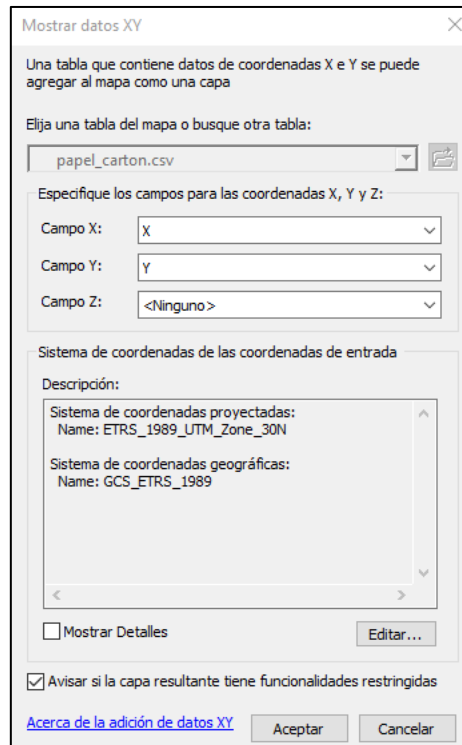 Mostrar datos XY
Una tabla que contiene datos de coordenadas X e Y se puede
agregar al mapa como una capa
Elija una tabla del mapa o busque otra tabla:
papel_carton.csv
Especifique los campos para las coordenadas X, Y y Z:
Campo X: X
Campo Y: Y
Campo Z: <Ninguno>
Sistema de coordenadas de las coordenadas de entrada
Descripción:
Sistema de coordenadas proyectadas:
Name: ETRS_1989_UTM_Zone_30N
Sistema de coordenadas geográficas:
Name: GCS_ETRS_1989
Mostrar Detalles Editar...
Avisar si la capa resultante tiene funcionalidades restringidas
Acerca de la adición de datos XY Aceptar Cancelar